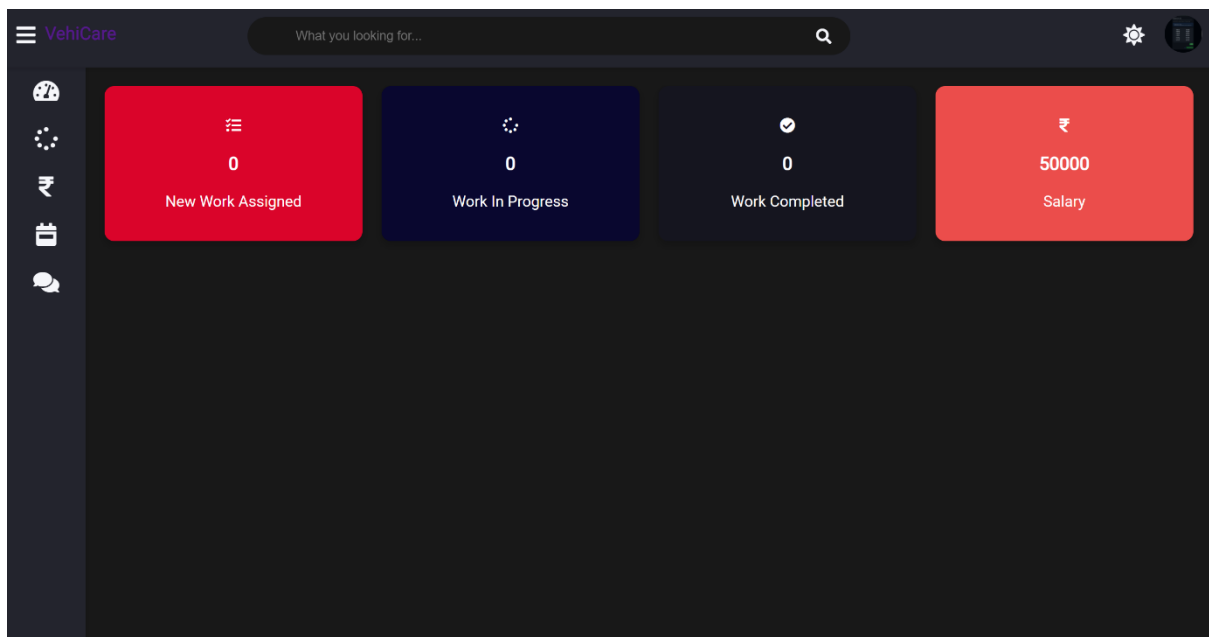 VehiCare
What you looking for...
0
New Work Assigned
0
Work In Progress
0
Work Completed
₹
50000
Salary